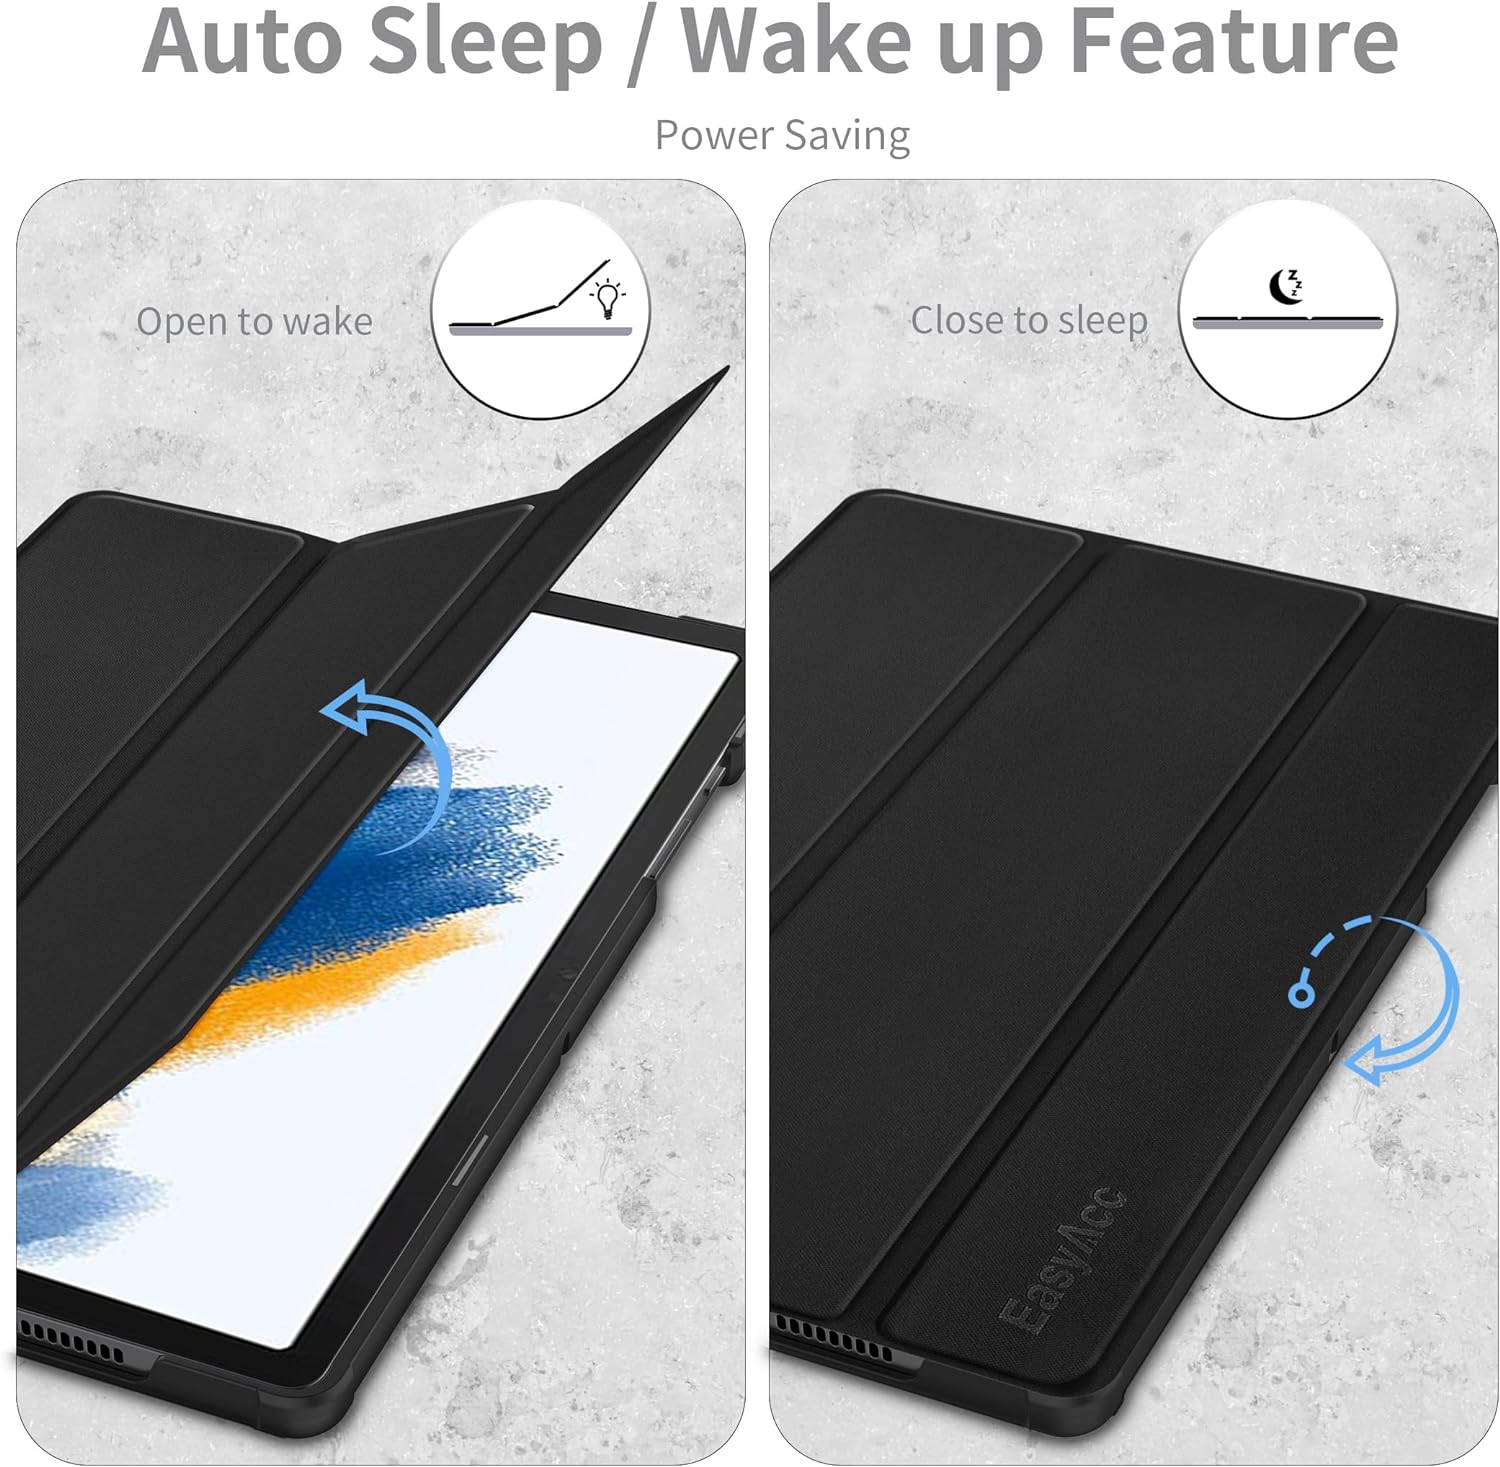 Auto Sleep / Wake up Feature
Power Saving
Open to wake
Close to sleep
z
z
z
EasyAcc